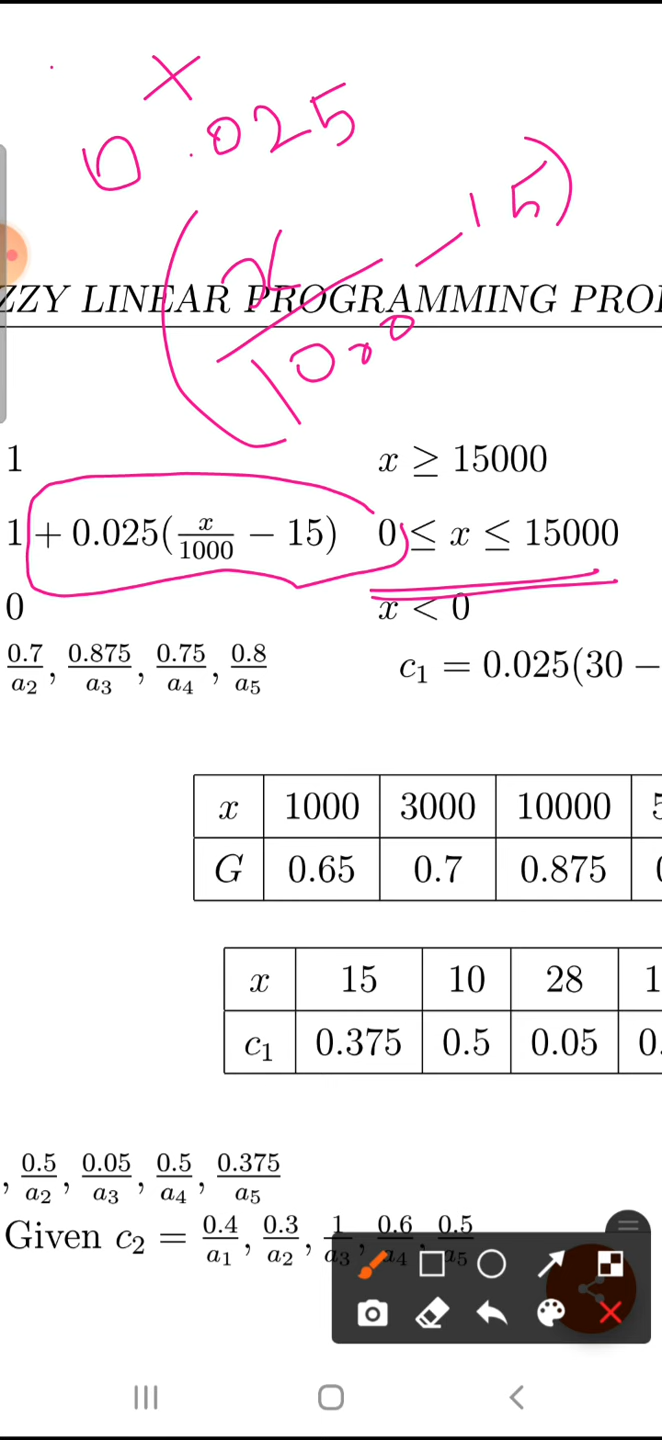 ×
0.025
(x/1000 - 15)
ZZY LINEAR PROGRAMMING PRO
1 x ≥ 15000
1 + 0.025(x/1000 − 15) 0 ≤ x ≤ 15000
0 x < 0
0.7/a2, 0.875/a3, 0.75/a4, 0.8/a5 c1 = 0.025(30 −
x 1000 3000 10000 5
G 0.65 0.7 0.875
x 15 10 28 1
c1 0.375 0.5 0.05 0.
, 0.5/a2, 0.05/a3, 0.5/a4, 0.375/a5
Given c2 = 0.4/a1, 0.3/a2, 1/a3, 0.6/a4, 0.5/a5